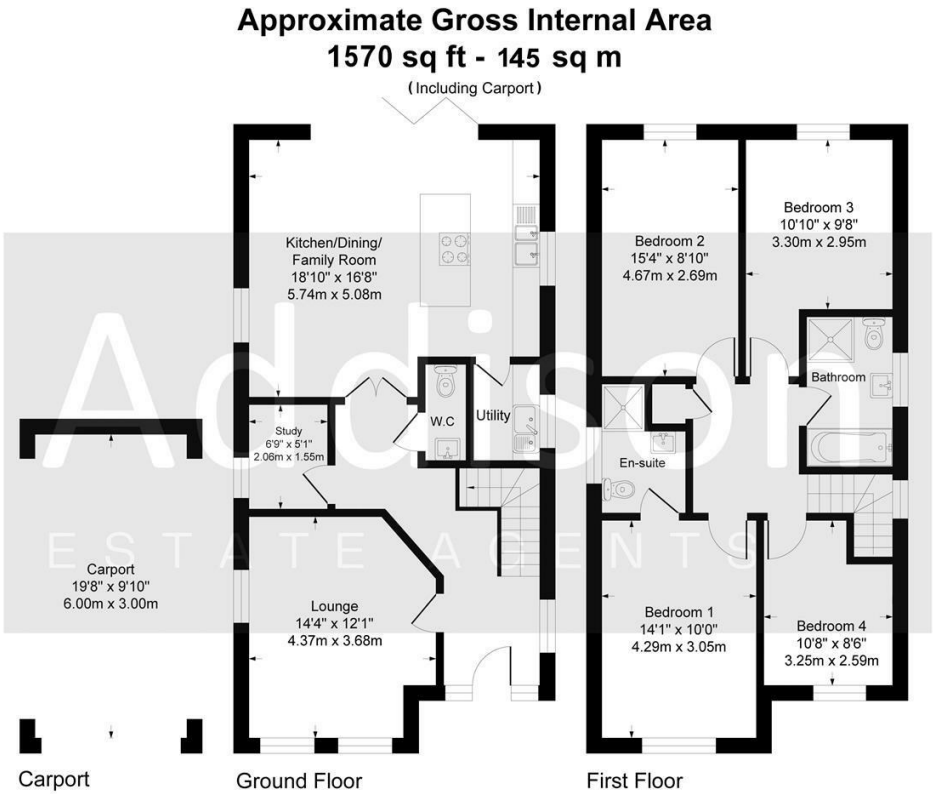 Approximate Gross Internal Area
1570 sq ft - 145 sq m
(Including Carport)
Kitchen/Dining/
Family Room
18'10" x 16'8"
5.74m x 5.08m
Bedroom 2
15'4" x 8'10"
4.67m x 2.69m
Bedroom 3
10'10" x 9'8"
3.30m x 2.95m
Addison
ESTATE AGENTS
Bathroom
W.C
Utility
Study
6'9" x 5'1"
2.06m x 1.55m
En-suite
Carport
19'8" x 9'10"
6.00m x 3.00m
Lounge
14'4" x 12'1"
4.37m x 3.68m
Bedroom 1
14'1" x 10'0"
4.29m x 3.05m
Bedroom 4
10'8" x 8'6"
3.25m x 2.59m
Carport
Ground Floor
First Floor